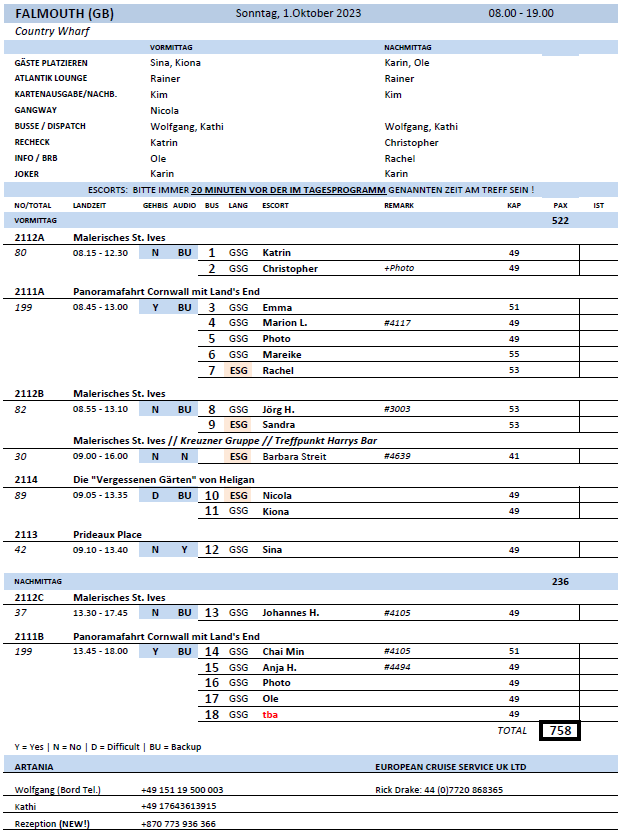 FALMOUTH (GB) Sonntag, 1.Oktober 2023 08.00 - 19.00
Country Wharf
VORMITTAG NACHMITTAG
GÄSTE PLATZIEREN Sina, Kiona Karin, Ole
ATLANTIK LOUNGE Rainer Rainer
KARTENAUSGABE/NACHB. Kim Kim
GANGWAY Nicola
BUSSE / DISPATCH Wolfgang, Kathi Wolfgang, Kathi
RECHECK Katrin Christopher
INFO / BRB Ole Rachel
JOKER Karin Karin
ESCORTS: BITTE IMMER 20 MINUTEN VOR DER IM TAGESPROGRAMM GENANNTEN ZEIT AM TREFF SEIN !
NO/TOTAL LANDZEIT GEHBIS AUDIO BUS LANG ESCORT REMARK KAP PAX IST
VORMITTAG 522
2112A Malerisches St. Ives
80 08.15 - 12.30 N BU 1 GSG Katrin 49
2 GSG Christopher +Photo 49
2111A Panoramafahrt Cornwall mit Land's End
199 08.45 - 13.00 Y BU 3 GSG Emma 51
4 GSG Marion L. #4117 49
5 GSG Photo 49
6 GSG Mareike 55
7 ESG Rachel 53
2112B Malerisches St. Ives
82 08.55 - 13.10 N BU 8 GSG Jörg H. #3003 53
9 ESG Sandra 53
Malerisches St. Ives // Kreuzner Gruppe // Treffpunkt Harrys Bar
30 09.00 - 16.00 N N ESG Barbara Streit #4639 41
2114 Die "Vergessenen Gärten" von Heligan
89 09.05 - 13.35 D BU 10 ESG Nicola 49
11 GSG Kiona 49
2113 Prideaux Place
42 09.10 - 13.40 N Y 12 GSG Sina 49
NACHMITTAG 236
2112C Malerisches St. Ives
37 13.30 - 17.45 N BU 13 GSG Johannes H. #4105 49
2111B Panoramafahrt Cornwall mit Land's End
199 13.45 - 18.00 Y BU 14 GSG Chai Min #4105 51
15 GSG Anja H. #4494 49
16 GSG Photo 49
17 GSG Ole 49
18 GSG tba 49
TOTAL 758
Y = Yes | N = No | D = Difficult | BU = Backup
ARTANIA EUROPEAN CRUISE SERVICE UK LTD
Wolfgang (Bord Tel.) +49 151 19 500 003 Rick Drake: 44 (0)7720 868365
Kathi +49 17643613915
Rezeption (NEW!) +870 773 936 366